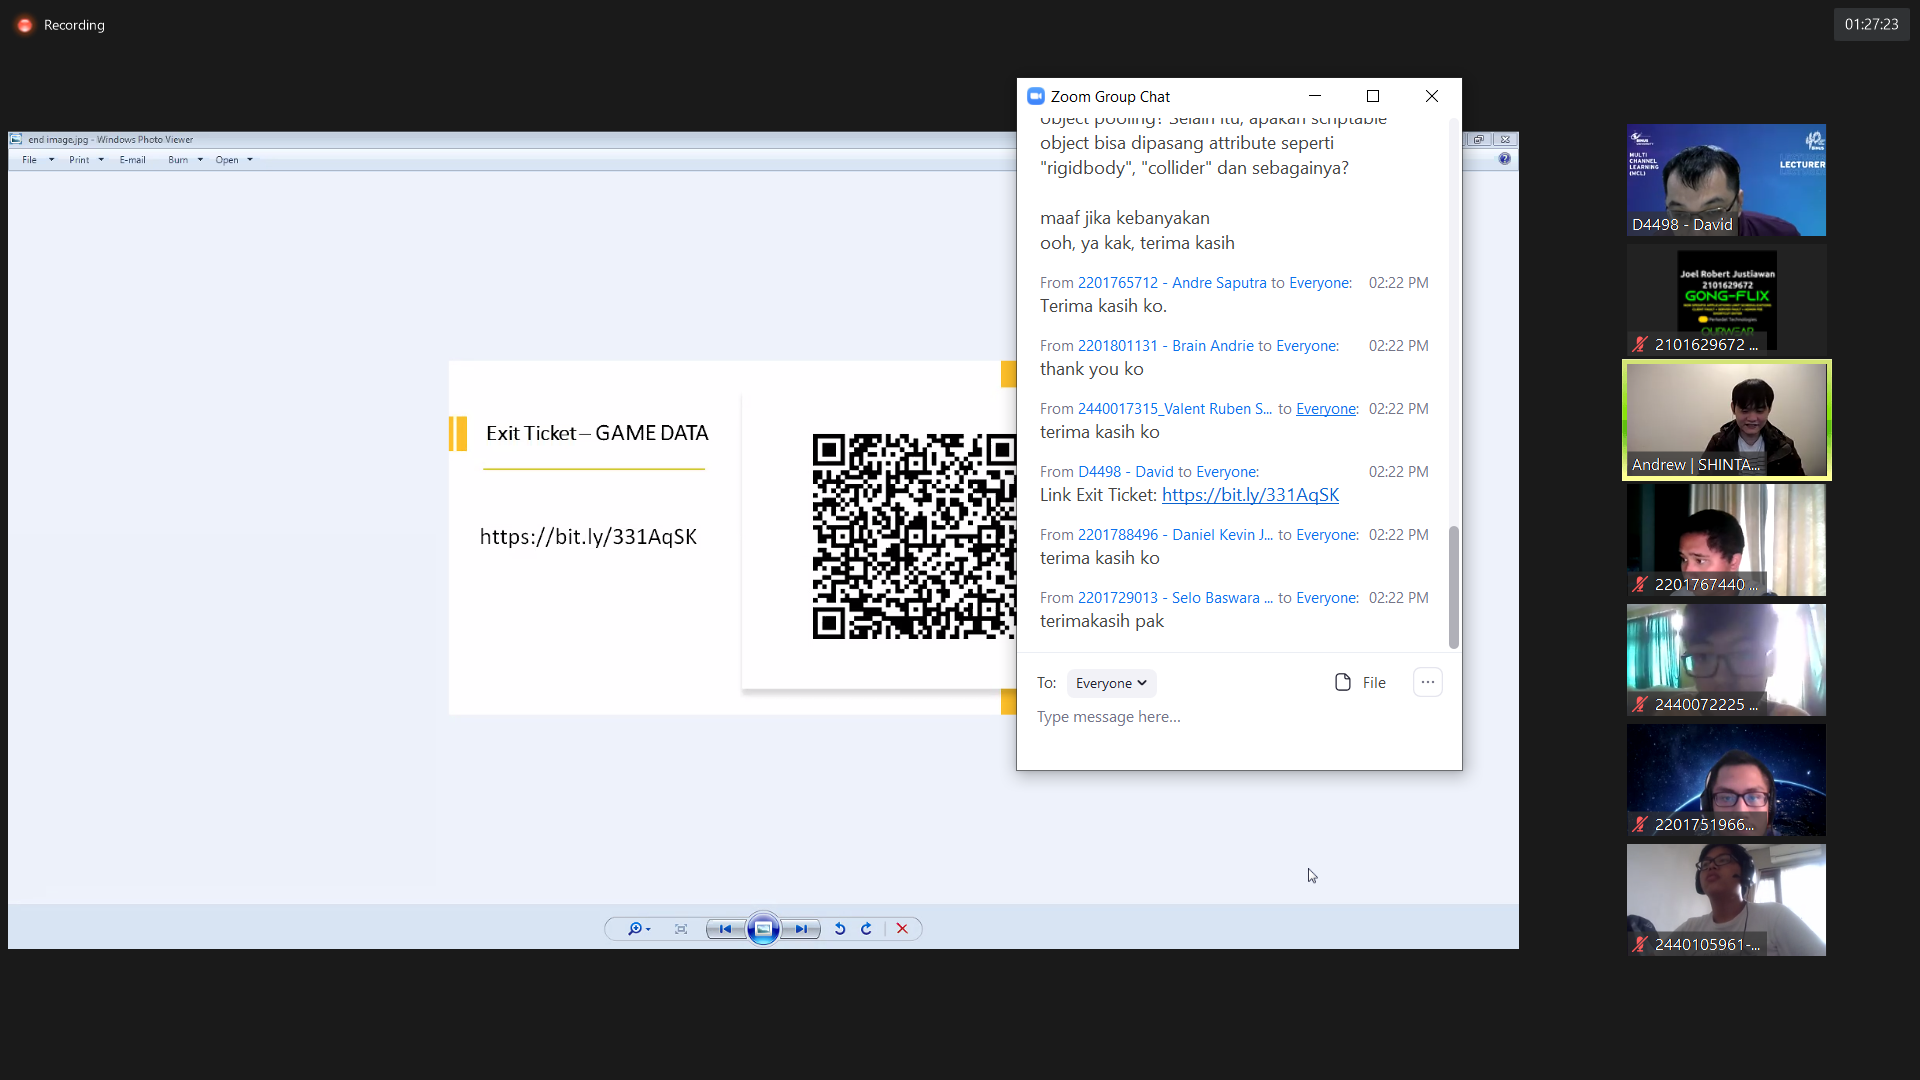 Recording
01:27:23
end image.jpg - Windows Photo Viewer
File Print E-mail Burn Open
Exit Ticket – GAME DATA
https://bit.ly/331AqSK
Zoom Group Chat
object pooling? Selain itu, apakah scriptable
object bisa dipasang attribute seperti
"rigidbody", "collider" dan sebagainya?
maaf jika kebanyakan
ooh, ya kak, terima kasih
From 2201765712 - Andre Saputra to Everyone: 02:22 PM
Terima kasih ko.
From 2201801131 - Brain Andrie to Everyone: 02:22 PM
thank you ko
From 2440017315_Valent Ruben S... to Everyone: 02:22 PM
terima kasih ko
From D4498 - David to Everyone: 02:22 PM
Link Exit Ticket: https://bit.ly/331AqSK
From 2201788496 - Daniel Kevin J... to Everyone: 02:22 PM
terima kasih ko
From 2201729013 - Selo Baswara ... to Everyone: 02:22 PM
terimakasih pak
To: Everyone File ...
Type message here...
MULTI
CHANNEL
LEARNING
(MCL)
LECTURER
D4498 - David
Joel Robert Justiawan
2101629672
GONG-FLIX
2101629672 ...
Andrew | SHINTA...
2201767440 ...
2440072225 ...
2201751966...
2440105961-...